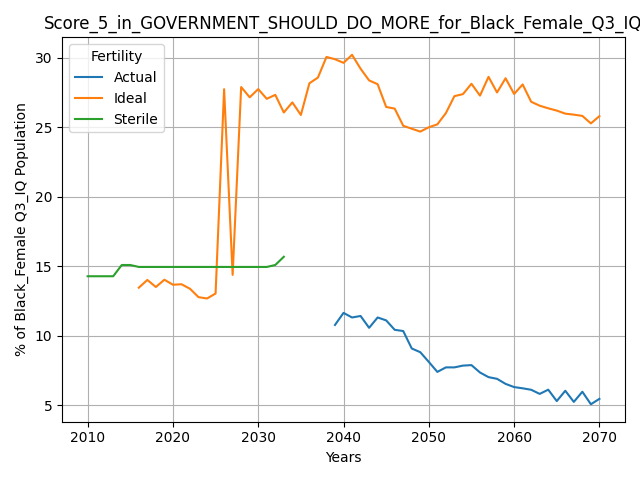 Score_5_in_GOVERNMENT_SHOULD_DO_MORE_for_Black_Female_Q3_IQ
Fertility
Actual
Ideal
Sterile
% of Black_Female Q3_IQ Population
30
25
20
15
10
5
2010 2020 2030 2040 2050 2060 2070
Years